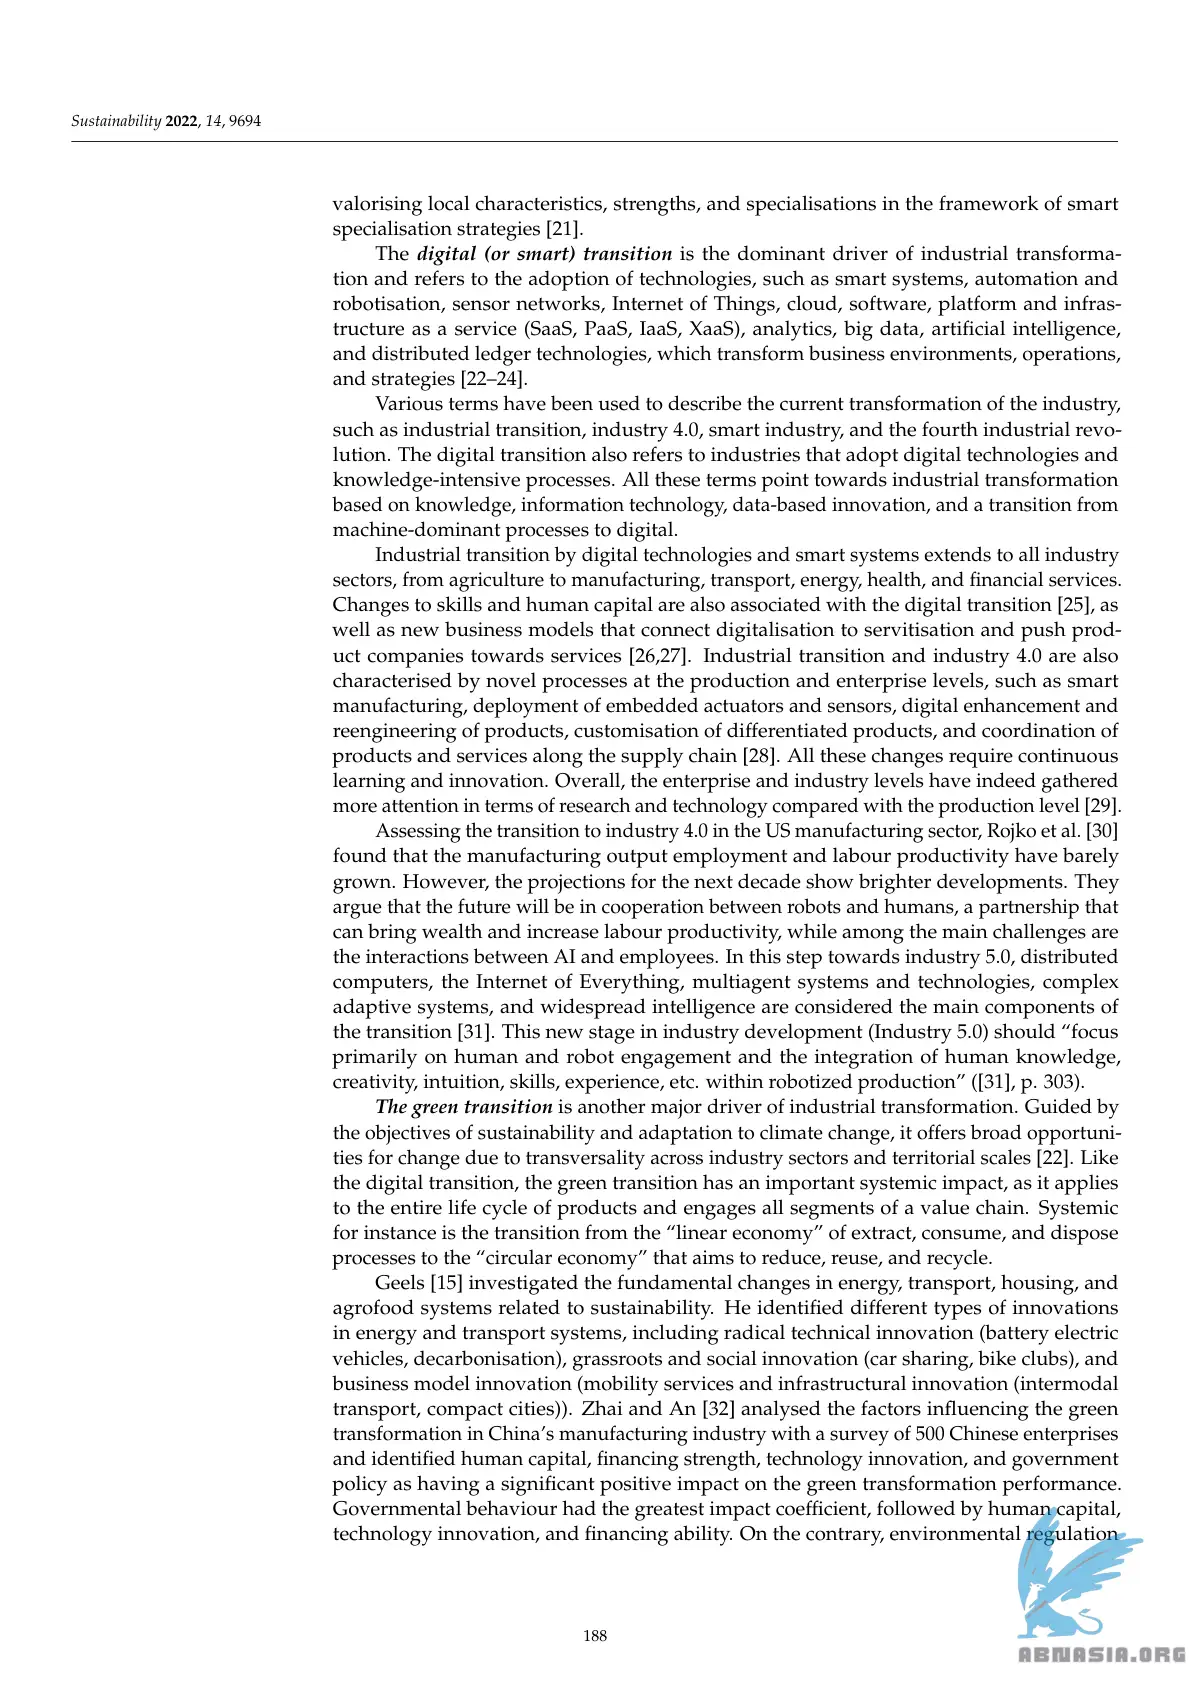 Sustainability 2022, 14, 9694
valorising local characteristics, strengths, and specialisations in the framework of smart
specialisation strategies [21].
The digital (or smart) transition is the dominant driver of industrial transforma-
tion and refers to the adoption of technologies, such as smart systems, automation and
robotisation, sensor networks, Internet of Things, cloud, software, platform and infras-
tructure as a service (SaaS, PaaS, IaaS, XaaS), analytics, big data, artificial intelligence,
and distributed ledger technologies, which transform business environments, operations,
and strategies [22–24].
Various terms have been used to describe the current transformation of the industry,
such as industrial transition, industry 4.0, smart industry, and the fourth industrial revo-
lution. The digital transition also refers to industries that adopt digital technologies and
knowledge-intensive processes. All these terms point towards industrial transformation
based on knowledge, information technology, data-based innovation, and a transition from
machine-dominant processes to digital.
Industrial transition by digital technologies and smart systems extends to all industry
sectors, from agriculture to manufacturing, transport, energy, health, and financial services.
Changes to skills and human capital are also associated with the digital transition [25], as
well as new business models that connect digitalisation to servitisation and push prod-
uct companies towards services [26,27]. Industrial transition and industry 4.0 are also
characterised by novel processes at the production and enterprise levels, such as smart
manufacturing, deployment of embedded actuators and sensors, digital enhancement and
reengineering of products, customisation of differentiated products, and coordination of
products and services along the supply chain [28]. All these changes require continuous
learning and innovation. Overall, the enterprise and industry levels have indeed gathered
more attention in terms of research and technology compared with the production level [29].
Assessing the transition to industry 4.0 in the US manufacturing sector, Rojko et al. [30]
found that the manufacturing output employment and labour productivity have barely
grown. However, the projections for the next decade show brighter developments. They
argue that the future will be in cooperation between robots and humans, a partnership that
can bring wealth and increase labour productivity, while among the main challenges are
the interactions between AI and employees. In this step towards industry 5.0, distributed
computers, the Internet of Everything, multiagent systems and technologies, complex
adaptive systems, and widespread intelligence are considered the main components of
the transition [31]. This new stage in industry development (Industry 5.0) should “focus
primarily on human and robot engagement and the integration of human knowledge,
creativity, intuition, skills, experience, etc. within robotized production” ([31], p. 303).
The green transition is another major driver of industrial transformation. Guided by
the objectives of sustainability and adaptation to climate change, it offers broad opportuni-
ties for change due to transversality across industry sectors and territorial scales [22]. Like
the digital transition, the green transition has an important systemic impact, as it applies
to the entire life cycle of products and engages all segments of a value chain. Systemic
for instance is the transition from the “linear economy” of extract, consume, and dispose
processes to the “circular economy” that aims to reduce, reuse, and recycle.
Geels [15] investigated the fundamental changes in energy, transport, housing, and
agrofood systems related to sustainability. He identified different types of innovations
in energy and transport systems, including radical technical innovation (battery electric
vehicles, decarbonisation), grassroots and social innovation (car sharing, bike clubs), and
business model innovation (mobility services and infrastructural innovation (intermodal
transport, compact cities)). Zhai and An [32] analysed the factors influencing the green
transformation in China’s manufacturing industry with a survey of 500 Chinese enterprises
and identified human capital, financing strength, technology innovation, and government
policy as having a significant positive impact on the green transformation performance.
Governmental behaviour had the greatest impact coefficient, followed by human capital,
technology innovation, and financing ability. On the contrary, environmental regulation
188
ABNASIA.ORG